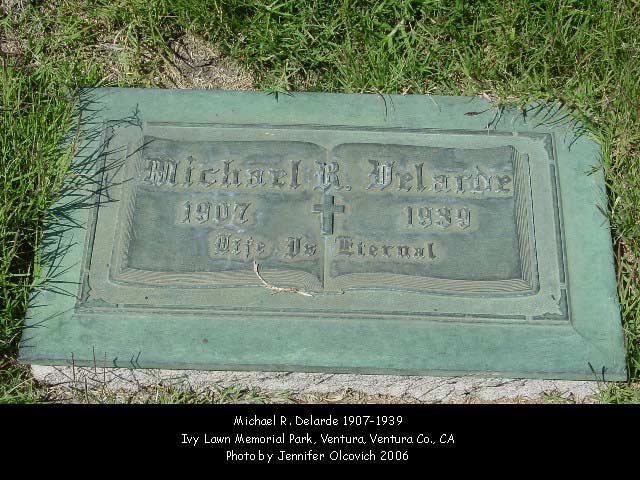 Michael R. Delarde
1907 1939
Life Is Eternal
Michael R. Delarde 1907-1939
Ivy Lawn Memorial Park, Ventura, Ventura Co., CA
Photo by Jennifer Olcovich 2006